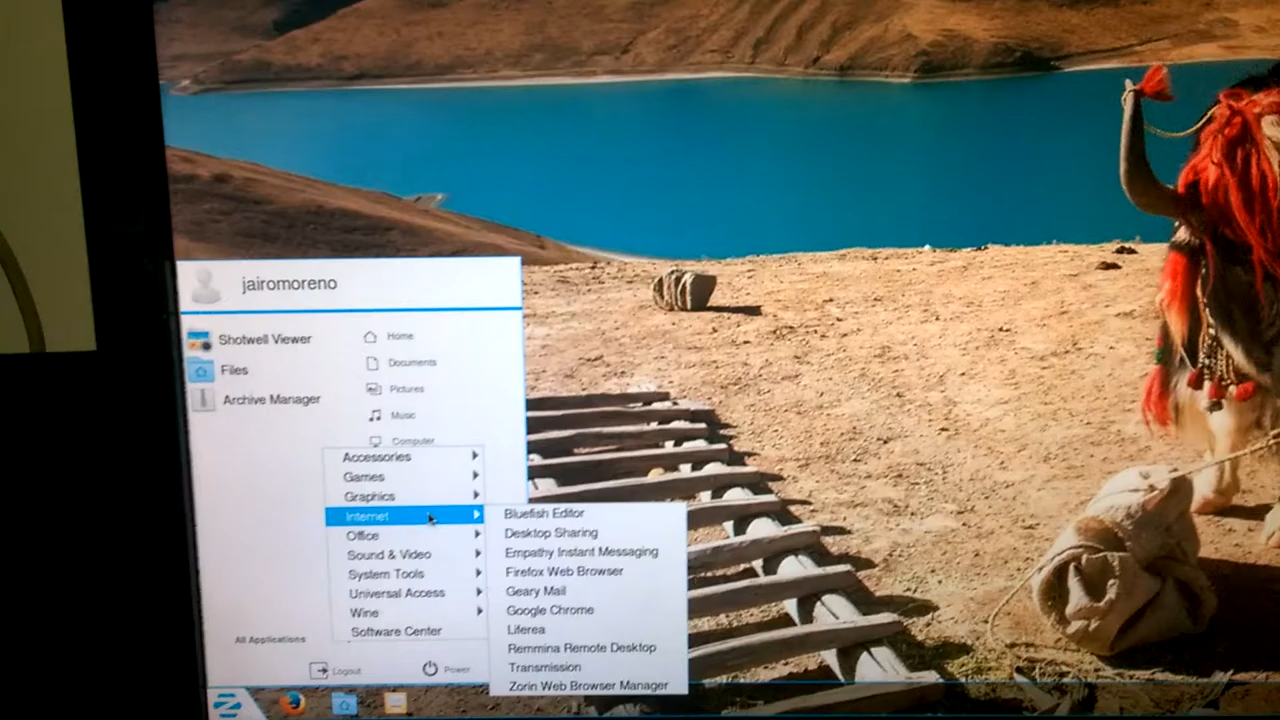 jairomoreno
Shotwell Viewer
Files
Archive Manager
Home
Documents
Pictures
Music
Computer
Accessories
Games
Graphics
Internet
Office
Sound & Video
System Tools
Universal Access
Wine
Software Center
Bluefish Editor
Desktop Sharing
Empathy Instant Messaging
Firefox Web Browser
Geary Mail
Google Chrome
Liferea
Remmina Remote Desktop
Transmission
Zorin Web Browser Manager
All Applications
Logout
Power